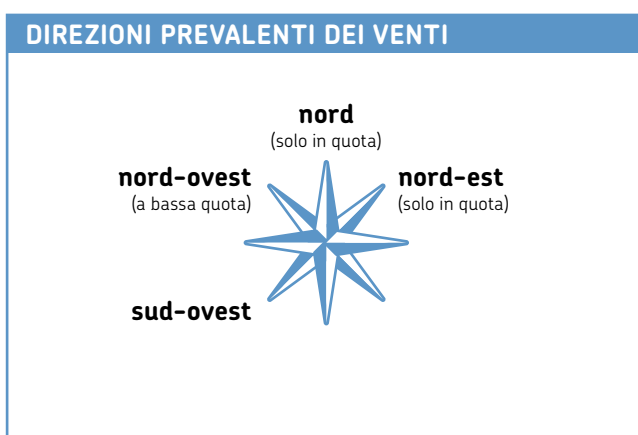 DIREZIONI PREVALENTI DEI VENTI
nord
(solo in quota)
nord-ovest
(a bassa quota)
nord-est
(solo in quota)
sud-ovest